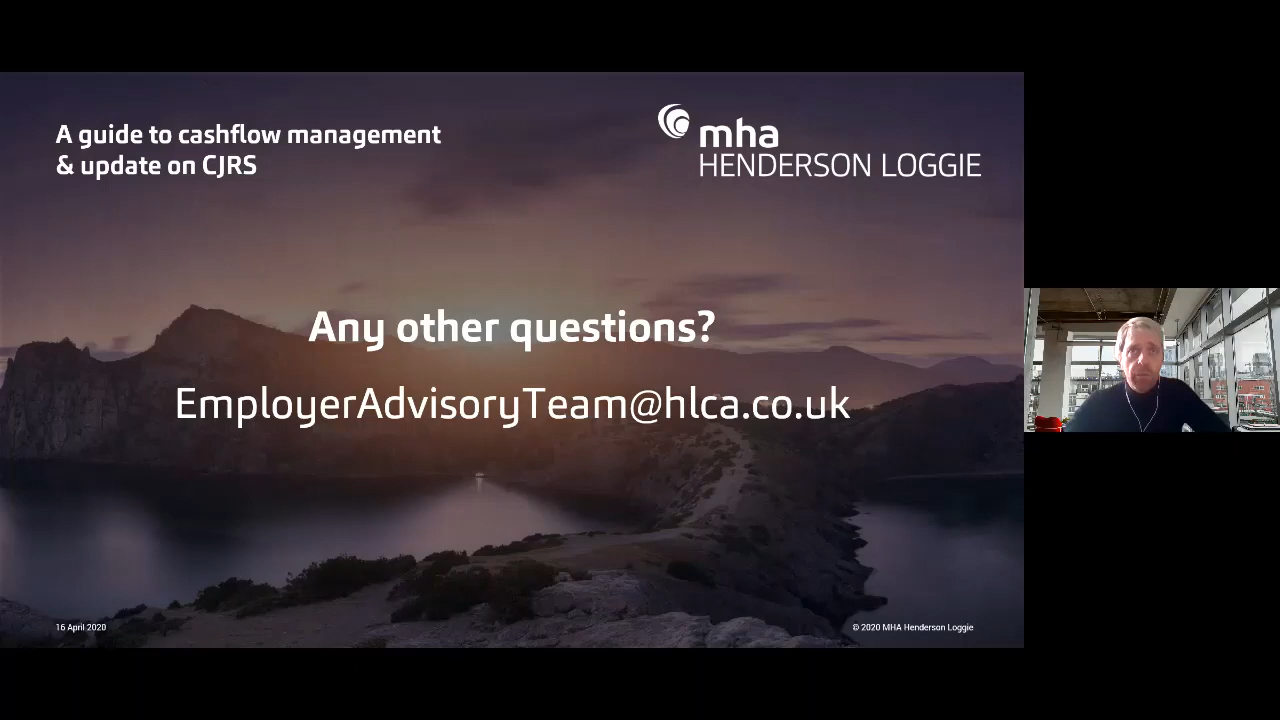 A guide to cashflow management
& update on CJRS
mha
HENDERSON LOGGIE
Any other questions?
EmployerAdvisoryTeam@hlca.co.uk
16 April 2020
© 2020 MHA Henderson Loggie